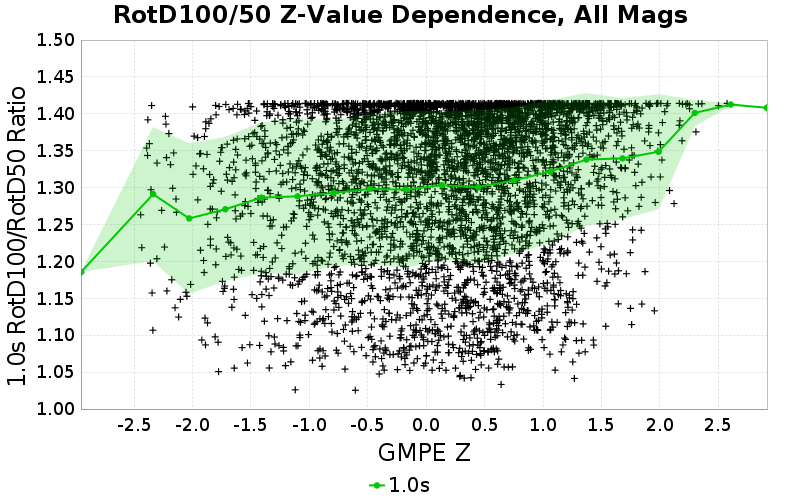 RotD100/50 Z-Value Dependence, All Mags
1.0s RotD100/RotD50 Ratio
1.50
1.45
1.40
1.35
1.30
1.25
1.20
1.15
1.10
1.05
1.00
-2.5 -2.0 -1.5 -1.0 -0.5 0.0 0.5 1.0 1.5 2.0 2.5
GMPE Z
1.0s